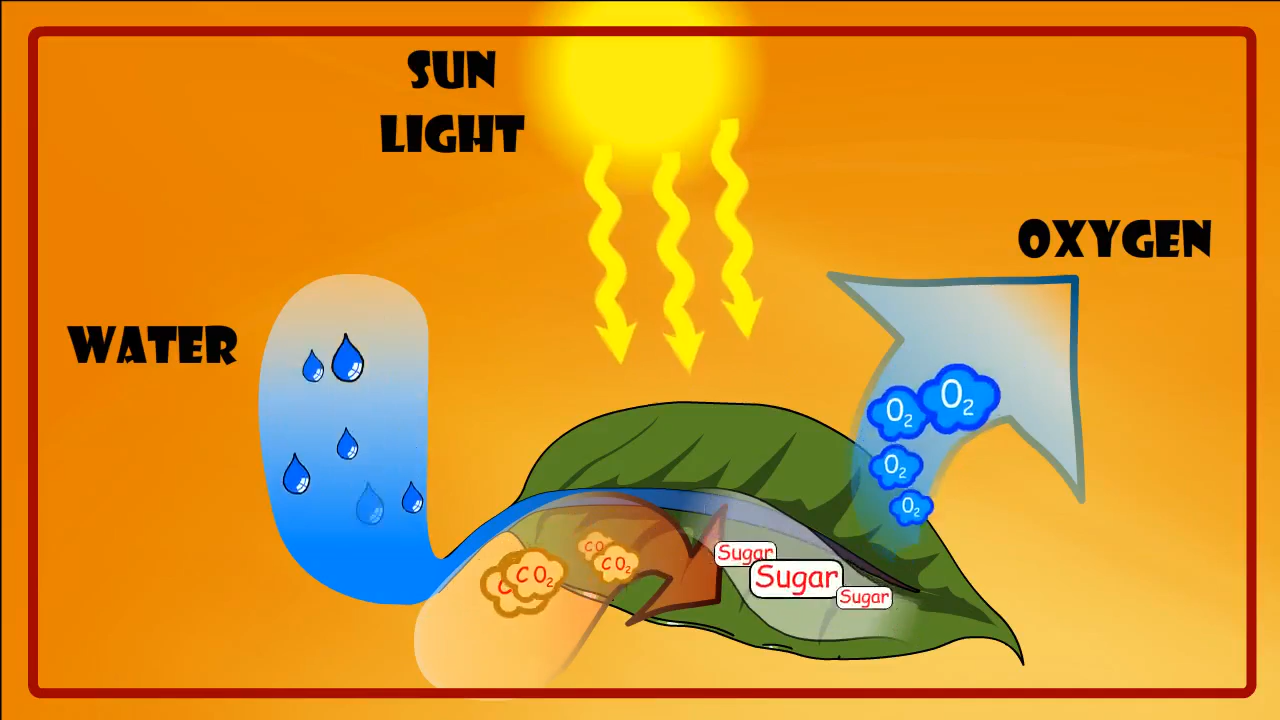 SUN
LIGHT
OXYGEN
WATER
O₂
O₂
O₂
O₂
CO₂
CO₂
Sugar
Sugar
Sugar